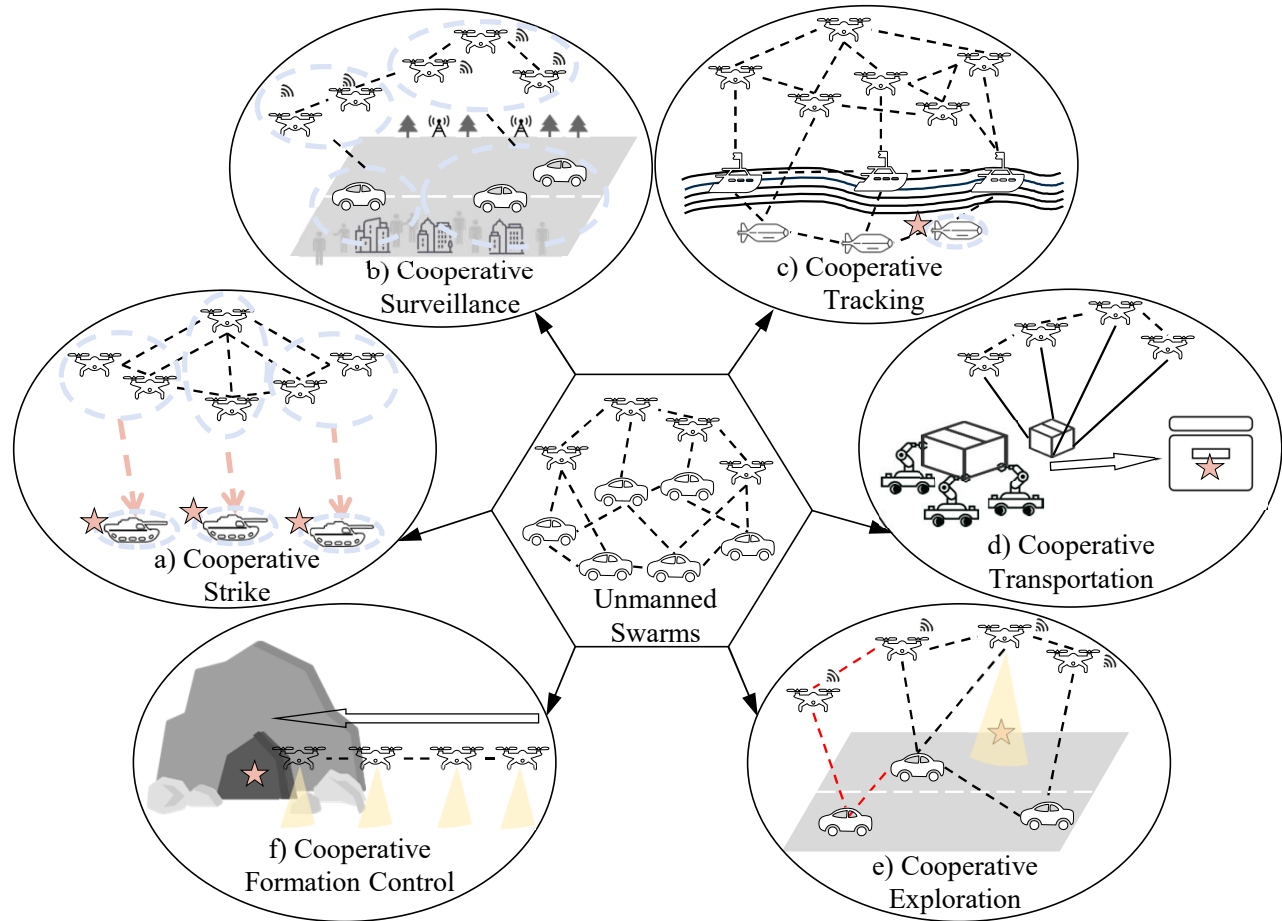 b) Cooperative
Surveillance
c) Cooperative
Tracking
a) Cooperative
Strike
Unmanned
Swarms
d) Cooperative
Transportation
f) Cooperative
Formation Control
e) Cooperative
Exploration